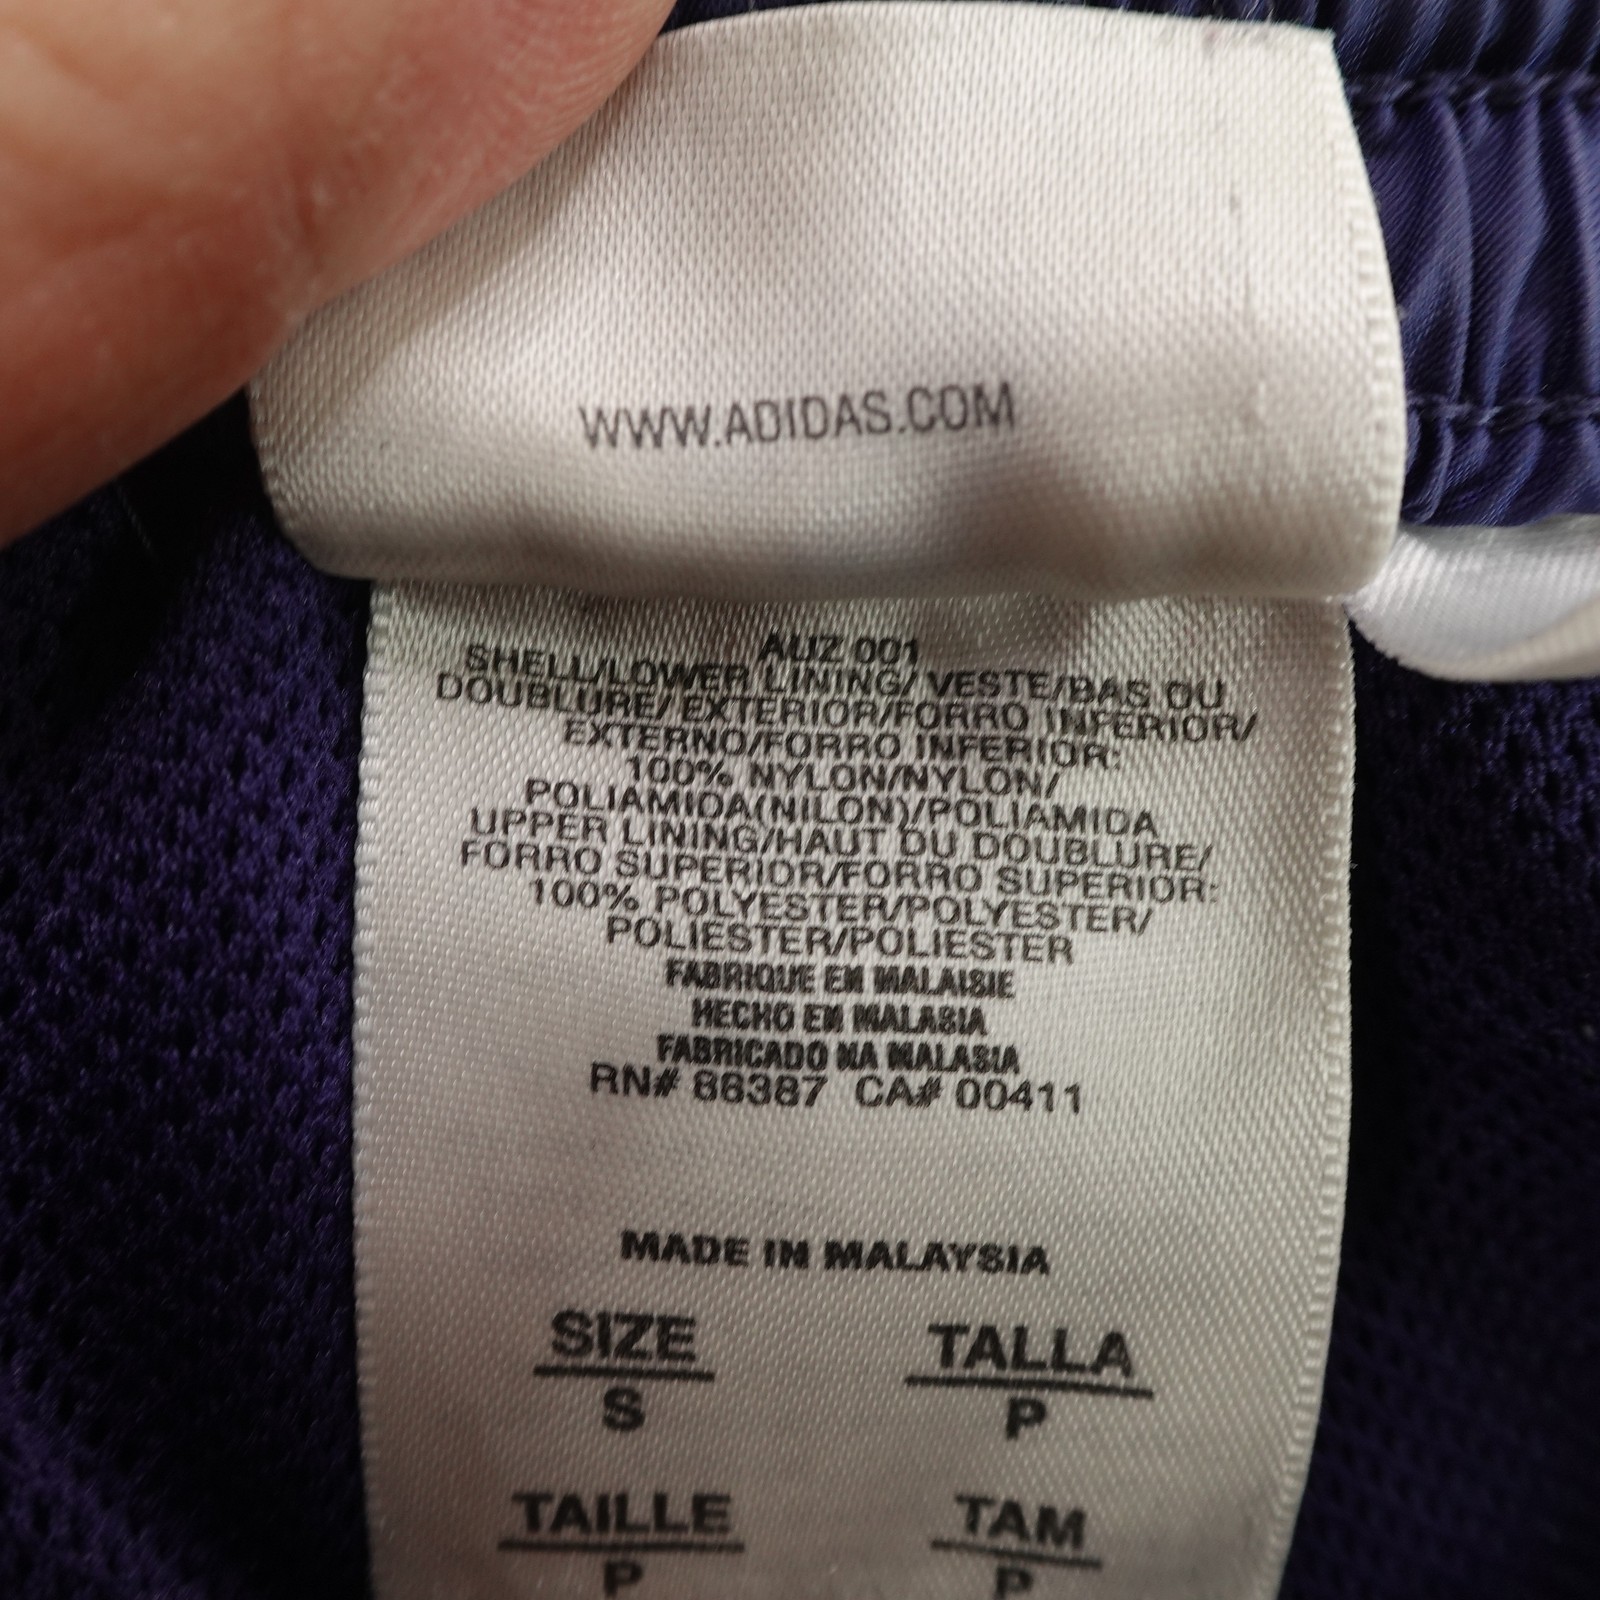 WWW.ADIDAS.COM
AUZ 001
SHELL/LOWER LINING/ VESTE/BAS OU
DOUBLURE/ EXTERIOR/FORRO INFERIOR/
EXTERNO/FORRO INFERIOR:
100% NYLON/NYLON/
POLIAMIDA(NILON)/POLIAMIDA
UPPER LINING/HAUT DU DOUBLURE/
FORRO SUPERIOR/FORRO SUPERIOR:
100% POLYESTER/POLYESTER/
POLIESTER/POLIESTER
FABRIQUE EN MALAISIE
HECHO EN MALASIA
FABRICADO NA MALASIA
RN# 88387 CA# 00411
MADE IN MALAYSIA
SIZE TALLA
S P
TAILLE TAM
P P